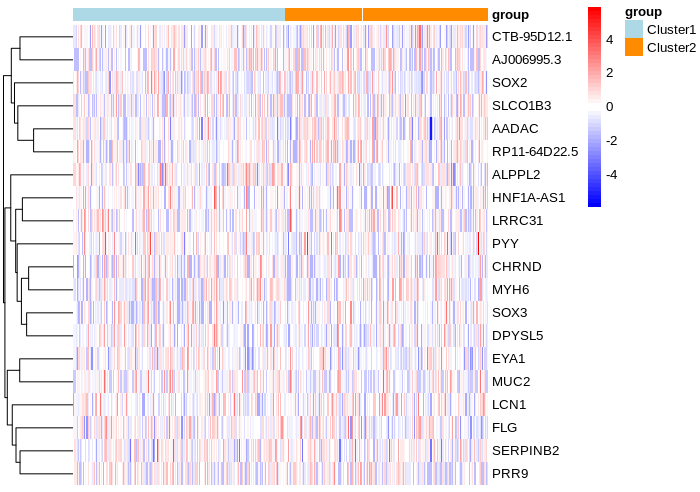 group
CTB-95D12.1
AJ006995.3
SOX2
SLCO1B3
AADAC
RP11-64D22.5
ALPPL2
HNF1A-AS1
LRRC31
PYY
CHRND
MYH6
SOX3
DPYSL5
EYA1
MUC2
LCN1
FLG
SERPINB2
PRR9
4
2
0
-2
-4
group
Cluster1
Cluster2